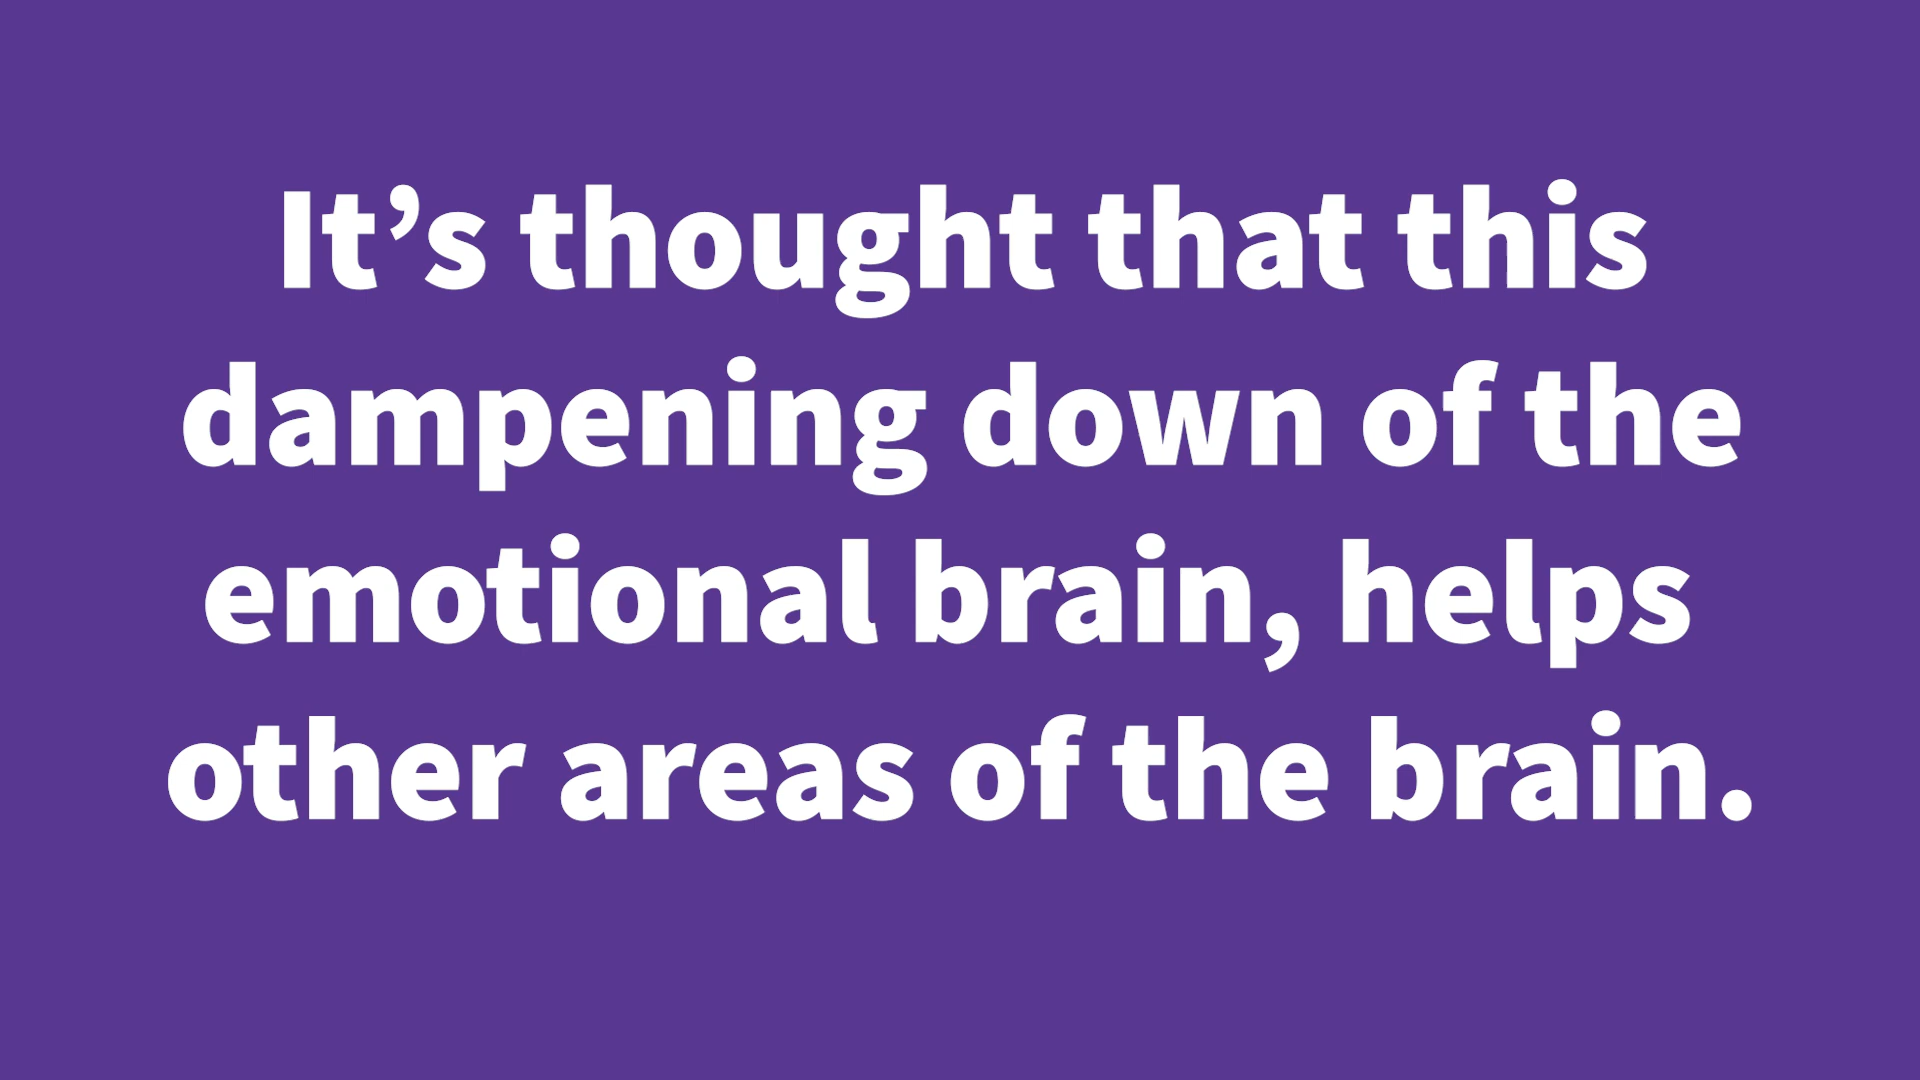 It’s thought that this
dampening down of the
emotional brain, helps
other areas of the brain.